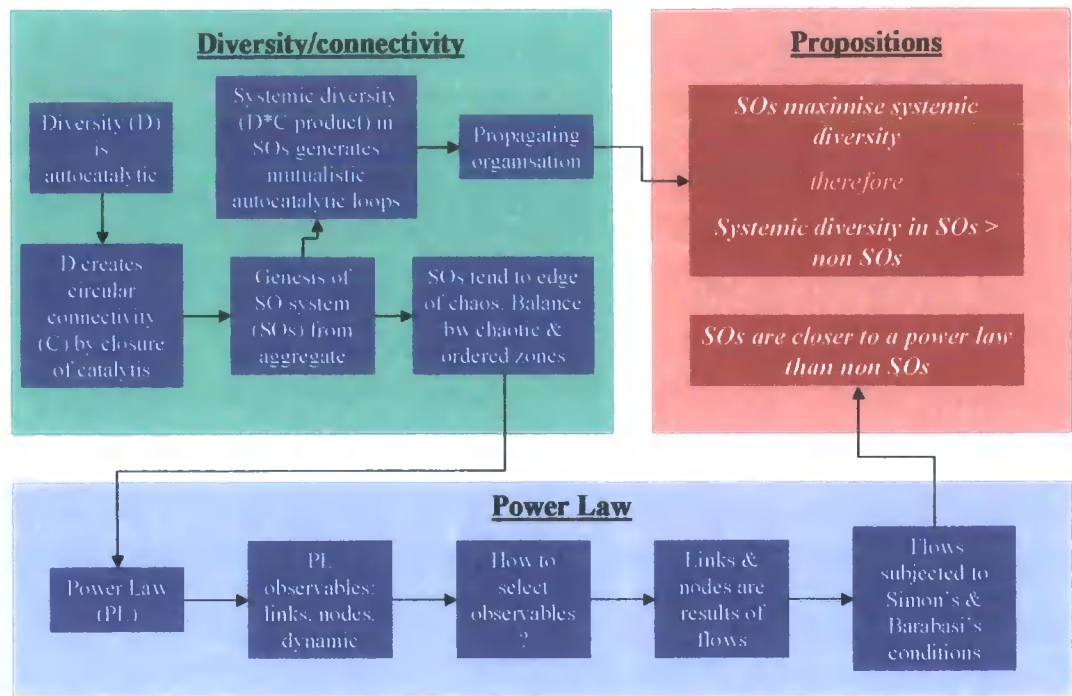 Diversity/connectivity
Diversity (D)
is
autocatalytic
Systemic diversity
(D*C product) in
SOs generates
mutualistic
autocatalytic loops
Propagating
organisation
D creates
circular
connectivity
(C) by closure
of catalytis
Genesis of
SO system
(SOs) from
aggregate
SOs tend to edge
of chaos. Balance
bw chaotic &
ordered zones
Propositions
SOs maximise systemic
diversity
therefore
Systemic diversity in SOs >
non SOs
SOs are closer to a power law
than non SOs
Power Law
Power Law
(PL)
PL
observables:
links, nodes,
dynamic
How to
select
observables
?
Links &
nodes are
results of
flows
Flows
subjected to
Simon's &
Barabasi's
conditions